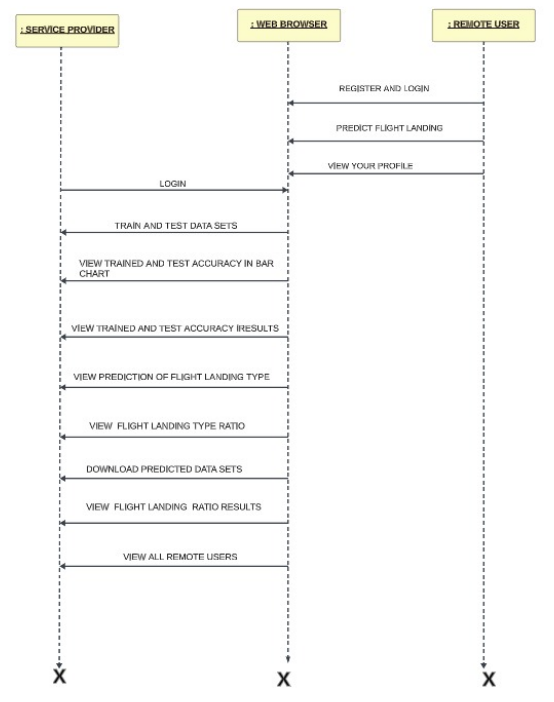 : SERVICE PROVIDER
: WEB BROWSER
: REMOTE USER
REGISTER AND LOGIN
PREDICT FLIGHT LANDING
VIEW YOUR PROFILE
LOGIN
TRAIN AND TEST DATA SETS
VIEW TRAINED AND TEST ACCURACY IN BAR
CHART
VIEW TRAINED AND TEST ACCURACY IRESULTS
VIEW PREDICTION OF FLIGHT LANDING TYPE
VIEW FLIGHT LANDING TYPE RATIO
DOWNLOAD PREDICTED DATA SETS
VIEW FLIGHT LANDING RATIO RESULTS
VIEW ALL REMOTE USERS
X
X
X